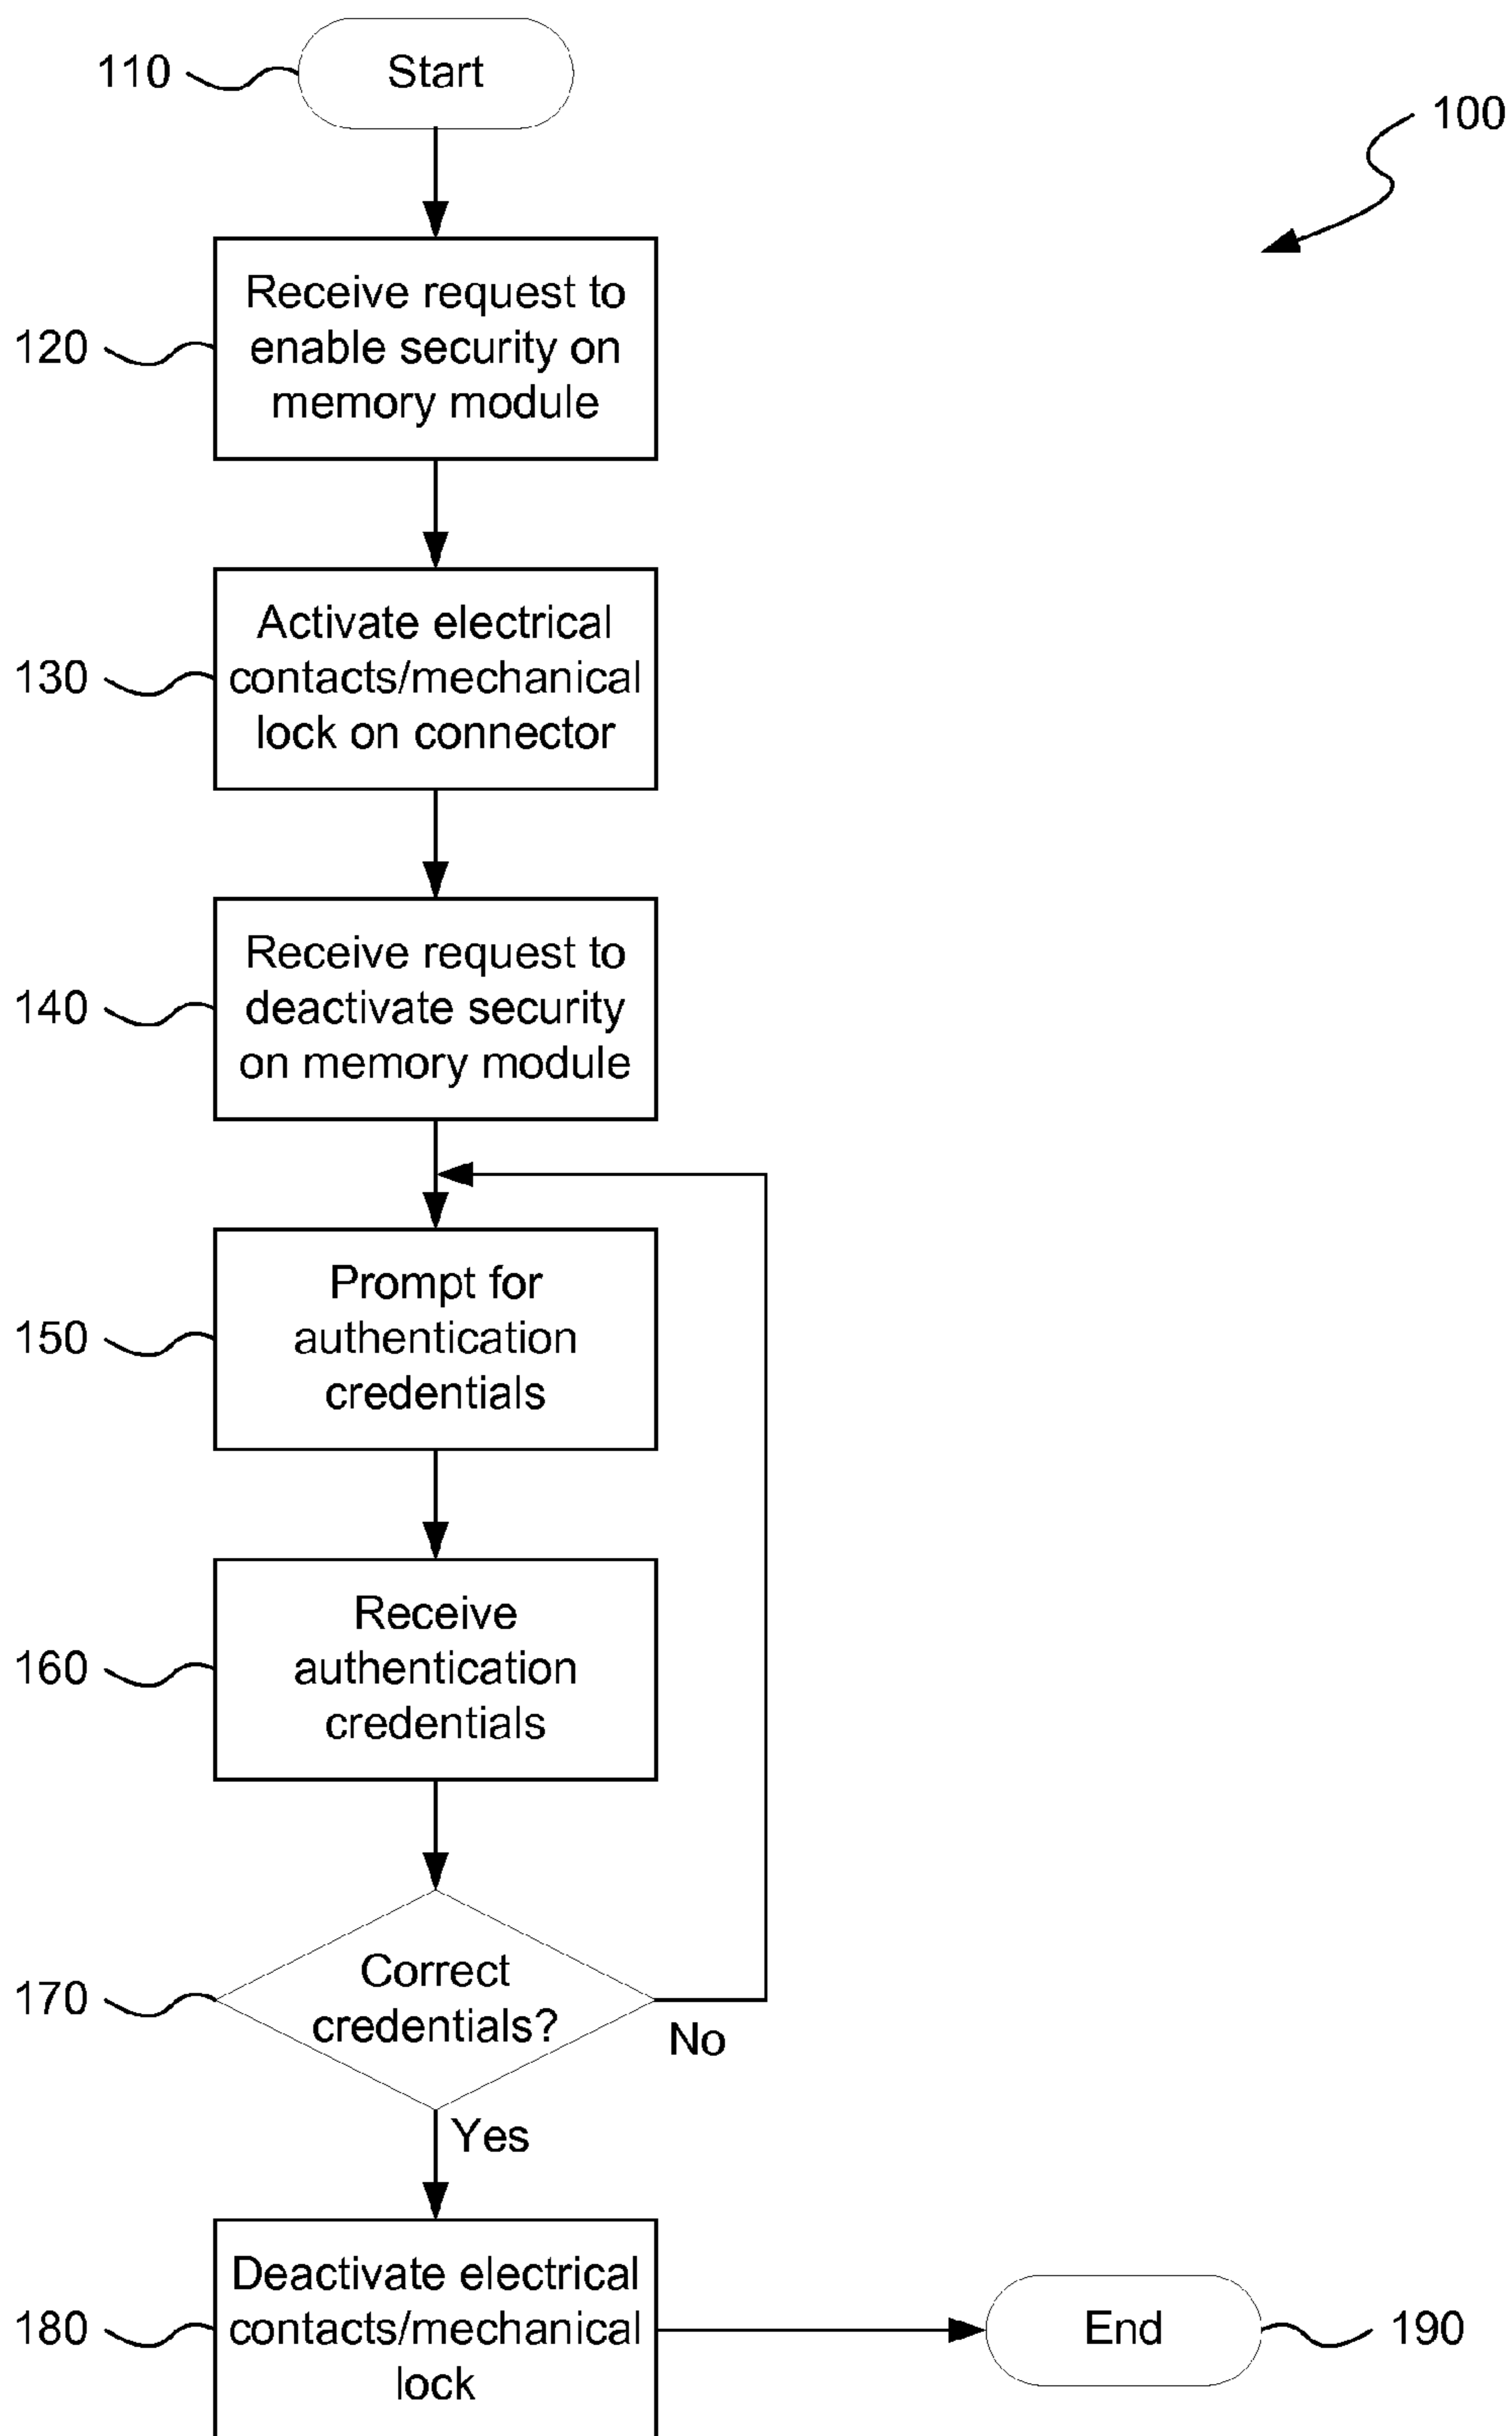 110
Start
100
120
Receive request to
enable security on
memory module
130
Activate electrical
contacts/mechanical
lock on connector
140
Receive request to
deactivate security
on memory module
150
Prompt for
authentication
credentials
160
Receive
authentication
credentials
170
Correct
credentials?
No
Yes
180
Deactivate electrical
contacts/mechanical
lock
End
190